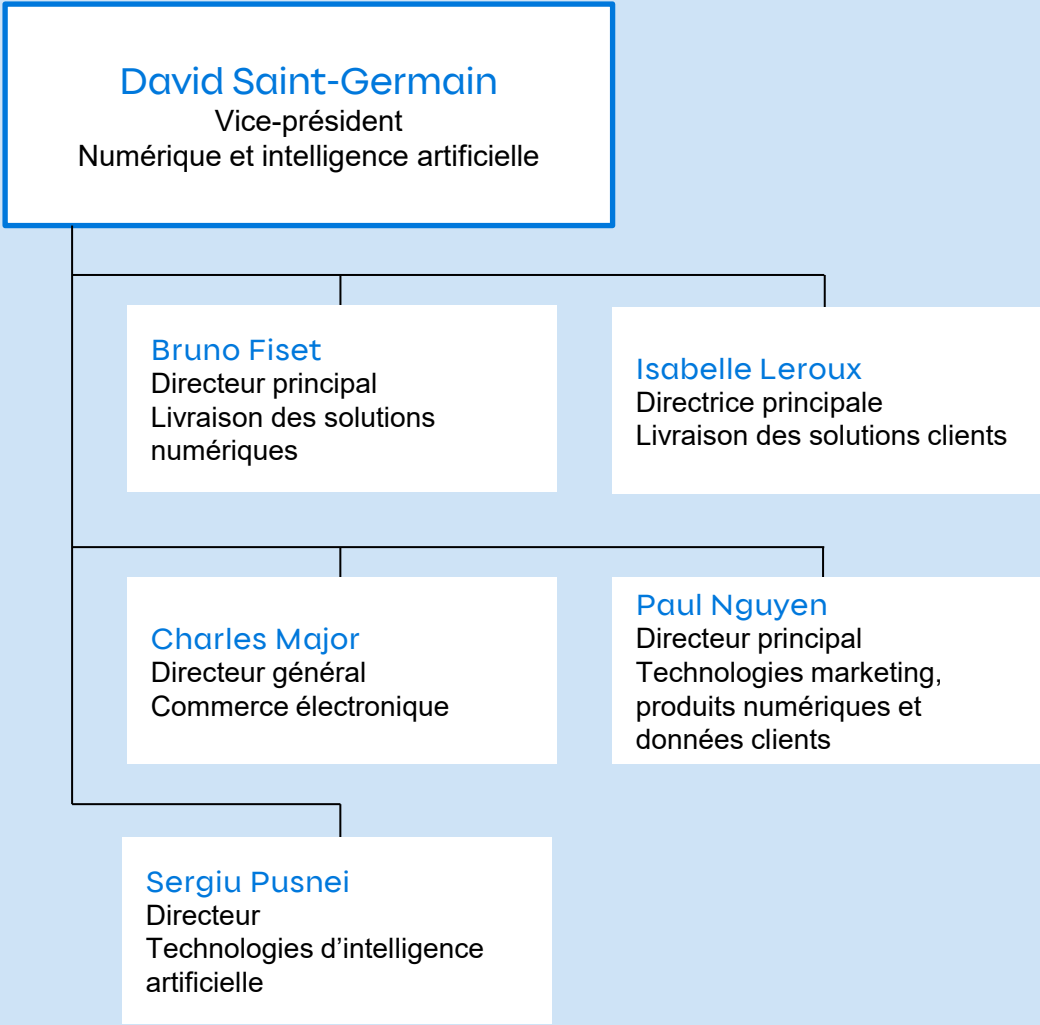 David Saint-Germain
Vice-président
Numérique et intelligence artificielle
Bruno Fiset
Directeur principal
Livraison des solutions
numériques
Isabelle Leroux
Directrice principale
Livraison des solutions clients
Charles Major
Directeur général
Commerce électronique
Paul Nguyen
Directeur principal
Technologies marketing,
produits numériques et
données clients
Sergiu Pusnei
Directeur
Technologies d’intelligence
artificielle